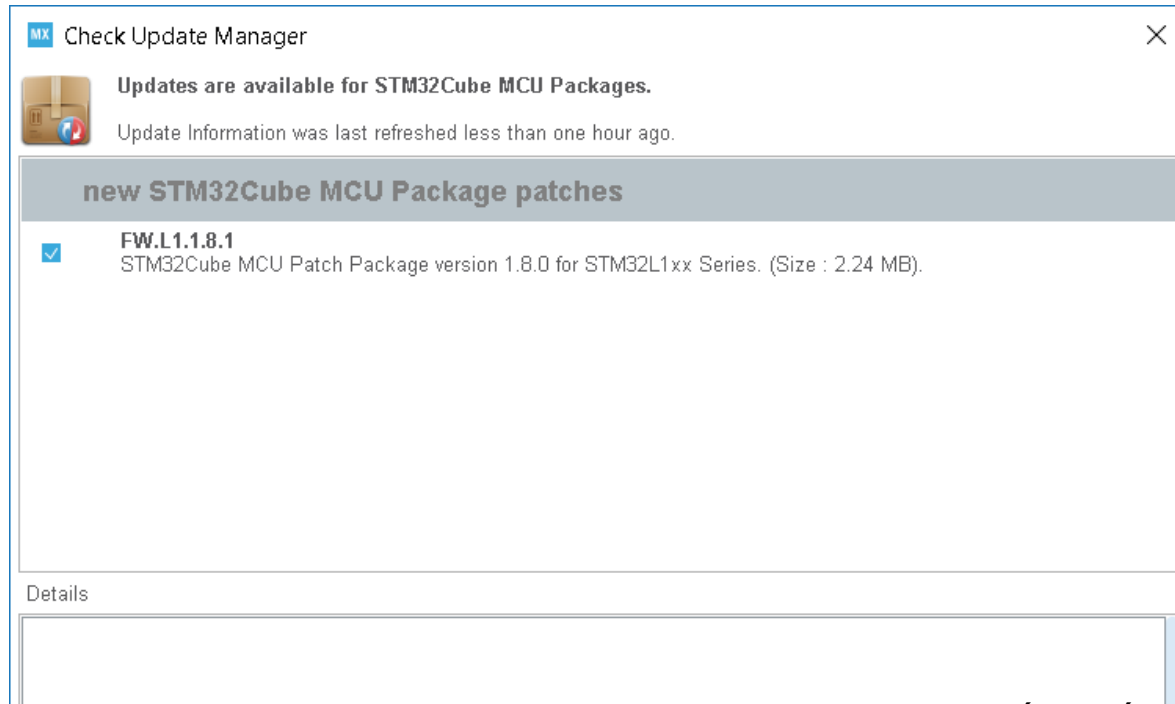 MX Check Update Manager
Updates are available for STM32Cube MCU Packages.
Update Information was last refreshed less than one hour ago.
new STM32Cube MCU Package patches
FW.L1.1.8.1
STM32Cube MCU Patch Package version 1.8.0 for STM32L1xx Series. (Size : 2.24 MB).
Details